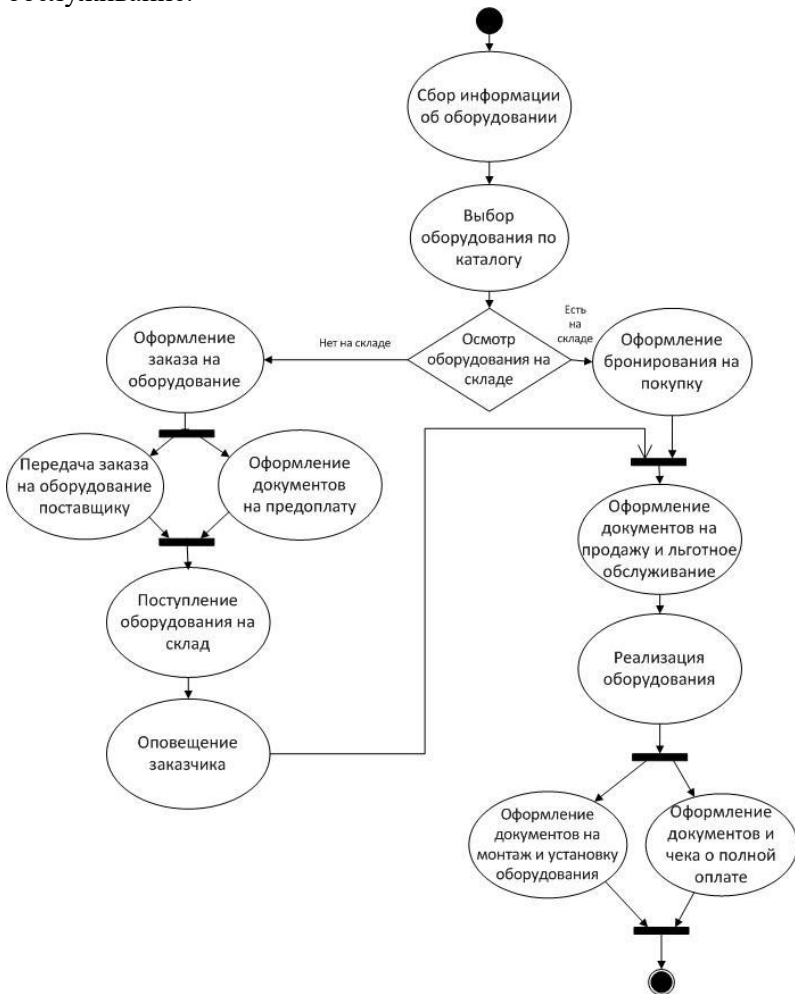 обслуживание.
Сбор информации
об оборудовании
Выбор
оборудования по
каталогу
Осмотр
оборудования на
складе
Нет на складе
Есть
на
складе
Оформление
заказа на
оборудование
Оформление
бронирования на
покупку
Передача заказа
на оборудование
поставщику
Оформление
документов
на предоплату
Поступление
оборудования на
склад
Оповещение
заказчика
Оформление
документов на
продажу и льготное
обслуживание
Реализация
оборудования
Оформление
документов на
монтаж и установку
оборудования
Оформление
документов и
чека о полной
оплате